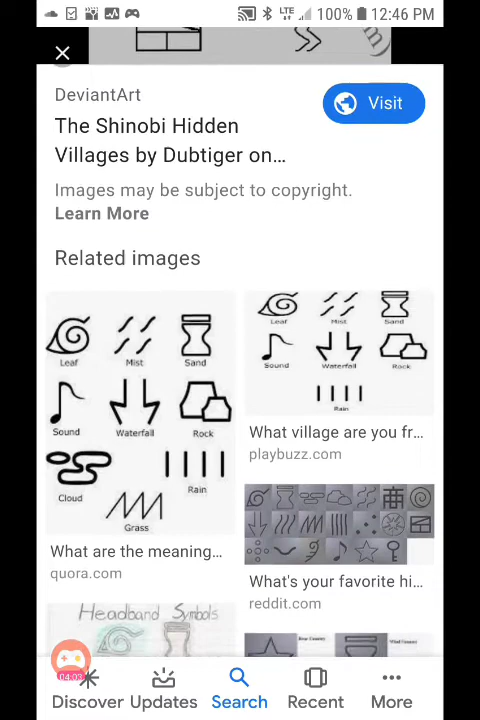 LTE 100% 12:46 PM
DeviantArt
The Shinobi Hidden
Villages by Dubtiger on...
Visit
Images may be subject to copyright.
Learn More
Related images
Leaf Mist Sand
Sound Waterfall Rock
Cloud Rain
Grass
What are the meaning...
quora.com
Leaf Mist Sand
Sound Waterfall Rock
Rain
What village are you fr...
playbuzz.com
What's your favorite hi...
reddit.com
Headband Symbols
04:03
Discover Updates Search Recent More